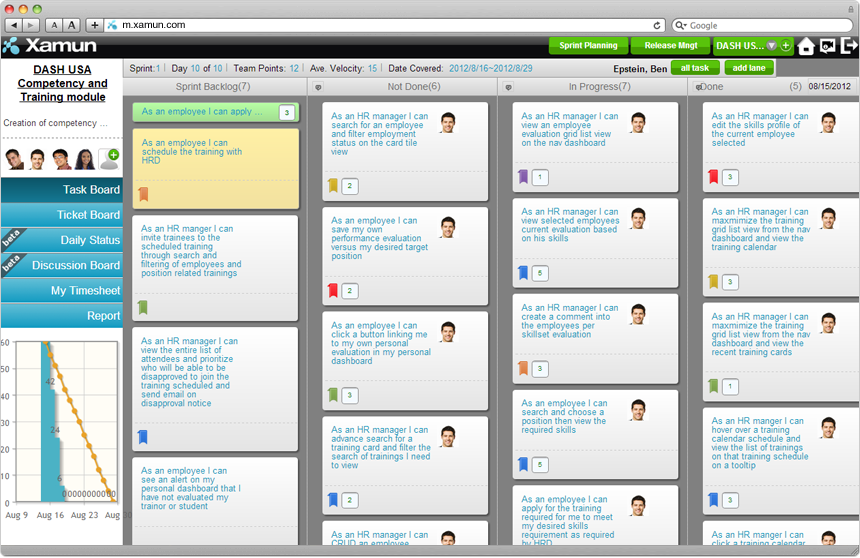 A A
m.xamun.com
Google
Xamun
Sprint Planning
Release Mngt
DASH US...
DASH USA
Competency and
Training module
Creation of competency ...
Task Board
Ticket Board
beta
Daily Status
beta
Discussion Board
My Timesheet
Report
60
50
40
30
20
10
0
42
24
6
0000000000
Aug 9 Aug 16 Aug 23 Aug 30
Sprint:1 Day 10 of 10 Team Points: 12 Ave. Velocity: 15 Date Covered: 2012/8/16~2012/8/29
Epstein, Ben
all task
add lane
Sprint Backlog(7)
As an employee I can apply ...
3
As an employee I can
schedule the training with
HRD
As an HR manger I can
invite trainees to the
scheduled training
through search and
filtering of employees and
position related trainings
As an HR manager I can
view the entire list of
attendees and prioritize
who will be able to be
disapproved to join the
training scheduled and
send email on
disapproval notice
As an employee I can
see an alert on my
personal dashboard that I
have not evaluated my
trainor or student
Not Done(6)
As an HR manager I can
search for an employee
and filter employment
status on the card tile
view
2
As an employee I can
save my own
performance evaluation
versus my desired target
position
2
As an employee I can
click a button linking me
to my own personal
evaluation in my personal
dashboard
3
As an HR manager I can
advance search for a
training card and filter the
search of trainings I need
to view
2
As an HR manager I can
CRUD an employee
In Progress(7)
As an HR manager I can
view an employee
evaluation grid list view
on the nav dashboard
1
As an HR manager I can
view selected employees
current evaluation based
on his skills
5
As an HR manager I can
create a comment into
the employees per
skillset evaluation
3
As an employee I can
search and choose a
position then view the
required skills
5
As an employee I can
apply for the training
required for me to meet
my desired skills
requirement as required
by HRD
Done
(5)
08/15/2012
As an HR manager I can
edit the skills profile of
the current employee
selected
3
As an HR manager I can
maxmimize the training
grid list view from the nav
dashboard and view the
training calendar
3
As an HR manager I can
maxmimize the training
grid list view from the nav
dashboard and view the
recent training cards
1
As an HR manger I can
hover over a training
calendar schedule and
view the list of trainings
on that training schedule
on a tooltip
3
As an HR manager I can
click a training calendar